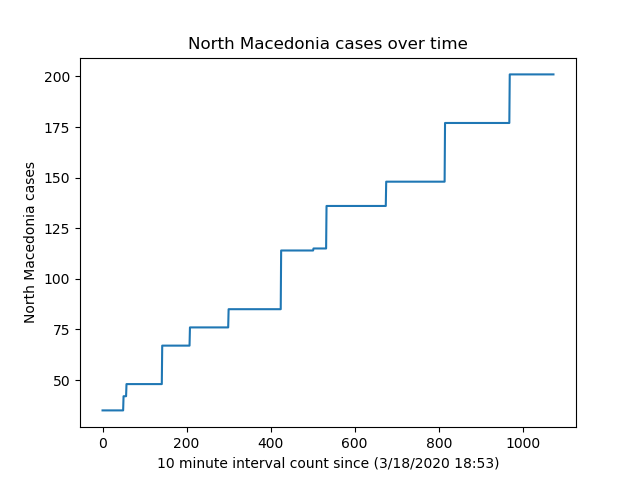 North Macedonia cases over time
200
175
150
125
100
75
50
North Macedonia cases
0 200 400 600 800 1000
10 minute interval count since (3/18/2020 18:53)